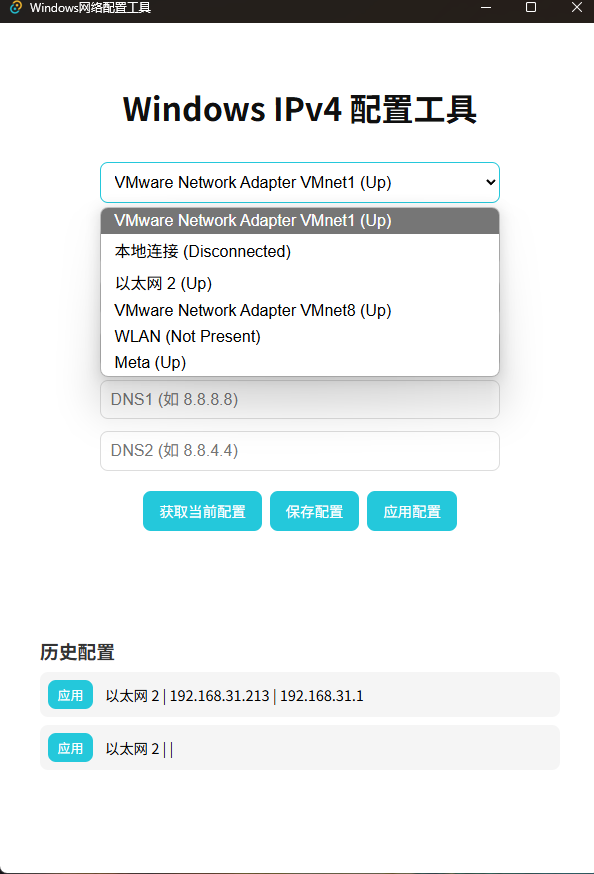 Windows网络配置工具
Windows IPv4 配置工具
VMware Network Adapter VMnet1 (Up)
VMware Network Adapter VMnet1 (Up)
本地连接 (Disconnected)
以太网 2 (Up)
VMware Network Adapter VMnet8 (Up)
WLAN (Not Present)
Meta (Up)
DNS1 (如 8.8.8.8)
DNS2 (如 8.8.4.4)
获取当前配置 保存配置 应用配置
历史配置
应用 以太网 2 | 192.168.31.213 | 192.168.31.1
应用 以太网 2 | |